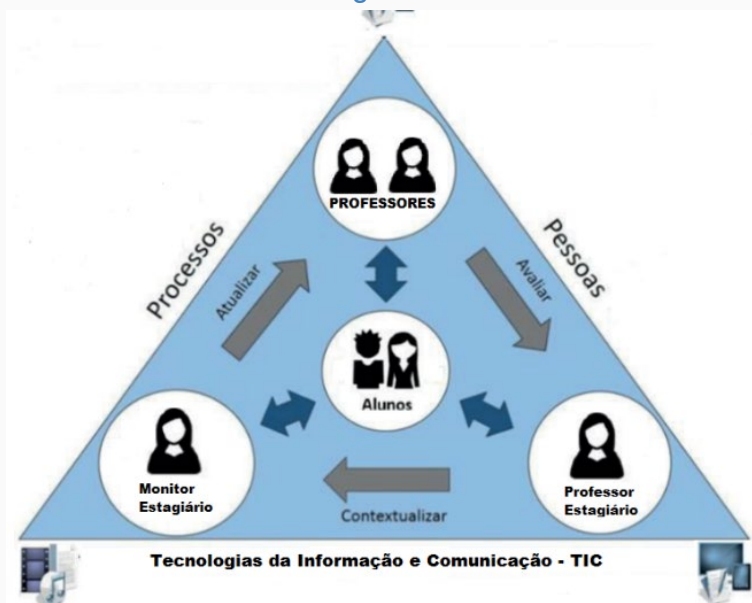 PROFESSORES
Processos
Pessoas
Atualizar
Avaliar
Alunos
Monitor
Estagiário
Professor
Estagiário
Contextualizar
Tecnologias da Informação e Comunicação - TIC